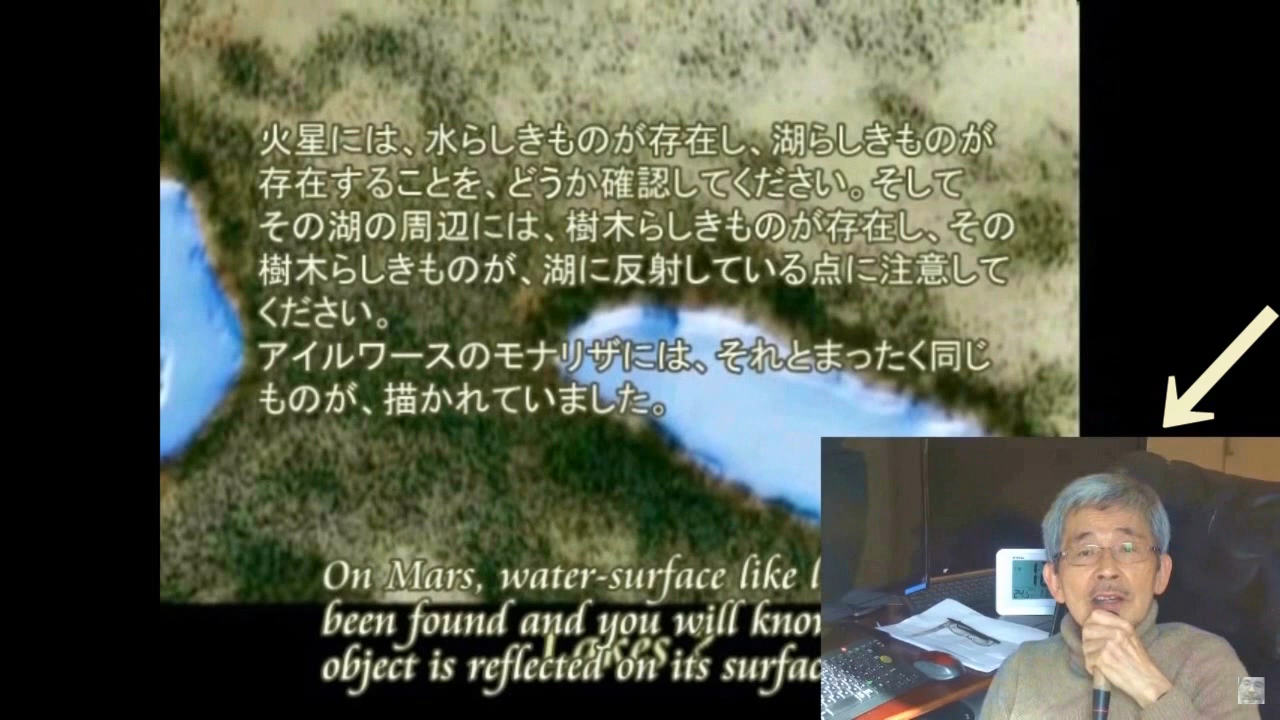 火星には、水らしきものが存在し、湖らしきものが
存在することを、どうか確認してください。そして
その湖の周辺には、樹木らしきものが存在し、その
樹木らしきものが、湖に反射している点に注意して
ください。
アイルワースのモナリザには、それとまったく同じ
ものが、描かれていました。
On Mars, water-surface like
been found and you will
object is reflected on its
Lakes ?